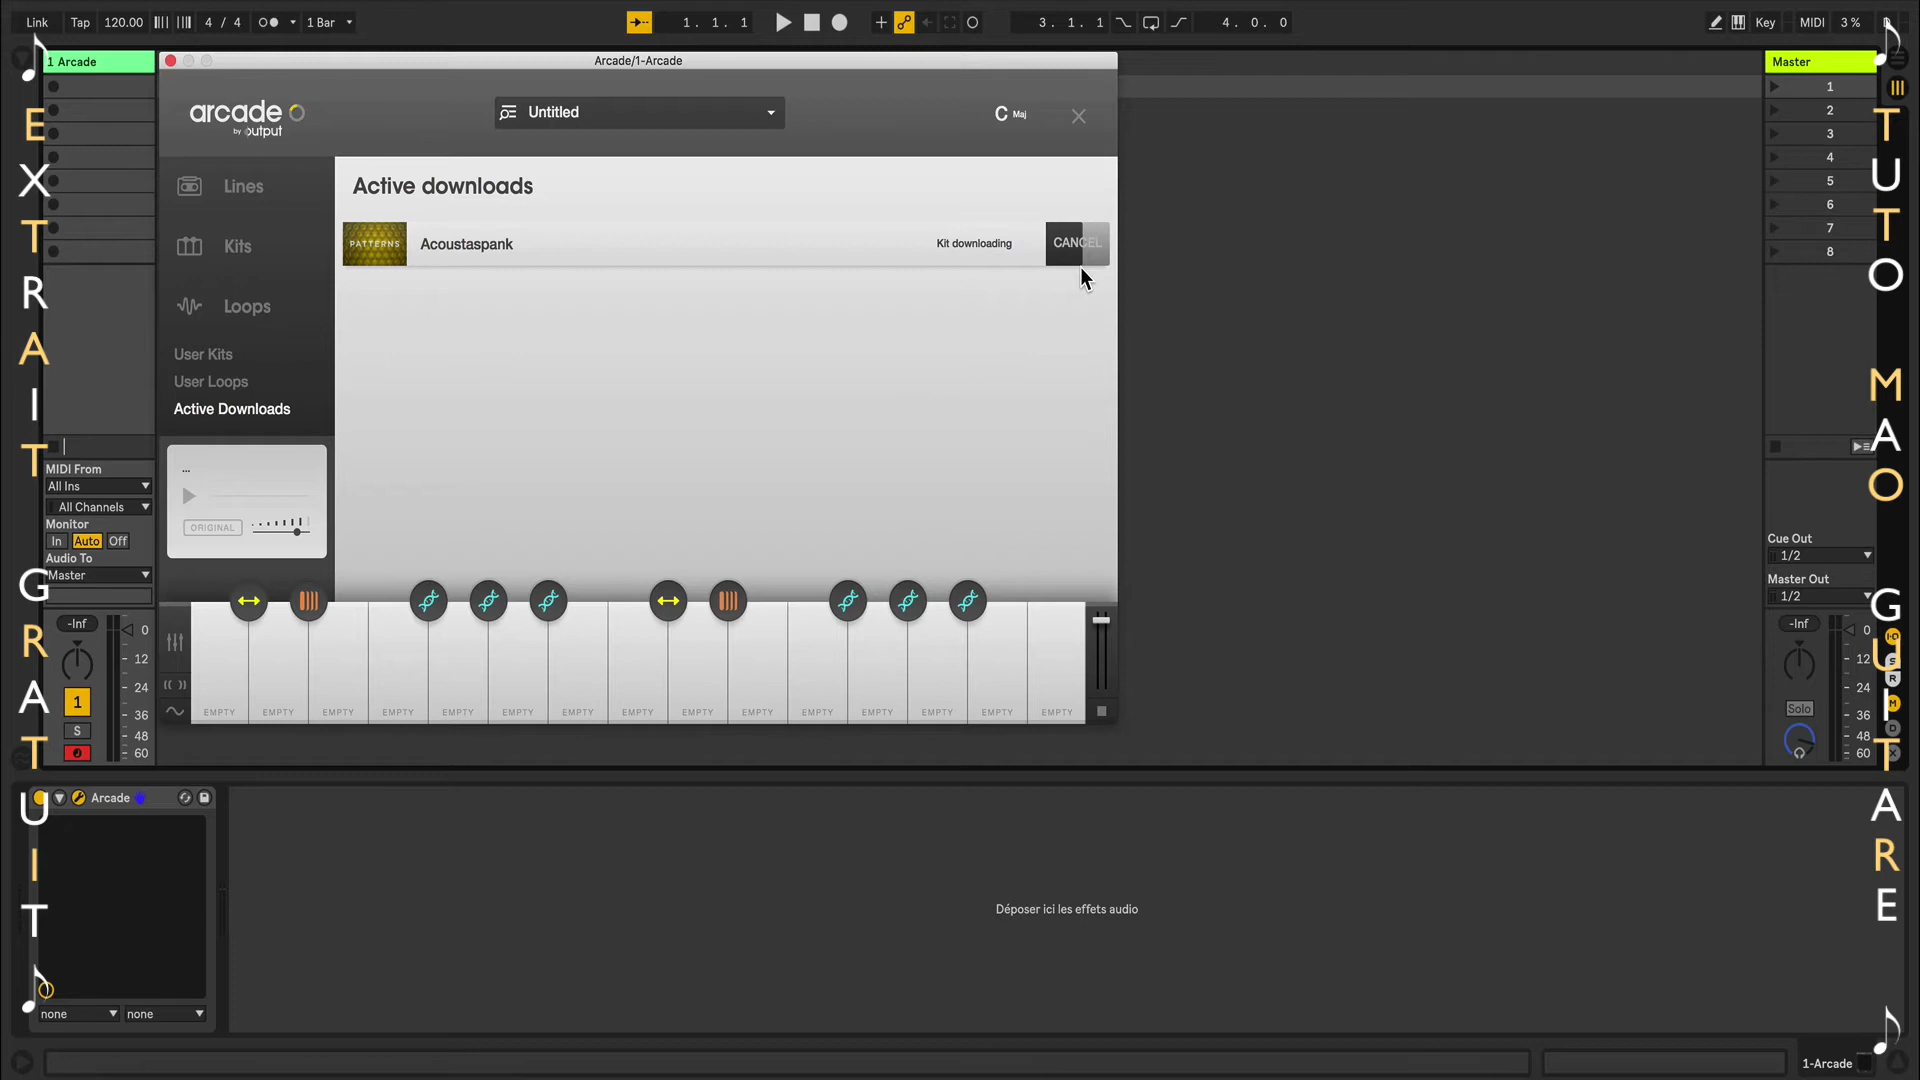 Link Tap 120.00 4 / 4 1 Bar 1. 1. 1 3. 1. 1 4. 0. 0 Key MIDI 3 % D
1 Arcade
Arcade/1-Arcade
Master
arcade
by output
Untitled
C Maj
Lines
Kits
Loops
User Kits
User Loops
Active Downloads
Active downloads
PATTERNS
Acoustaspank
Kit downloading
CANCEL
...
ORIGINAL
EMPTY EMPTY EMPTY EMPTY EMPTY EMPTY EMPTY EMPTY EMPTY EMPTY EMPTY EMPTY EMPTY EMPTY EMPTY
MIDI From
All Ins
All Channels
Monitor
In Auto Off
Audio To
Master
-Inf
0
12
24
36
48
60
1
S
1
2
3
4
5
6
7
8
Cue Out
1/2
Master Out
1/2
-Inf
0
12
24
36
48
60
Solo
R
M
D
X
Arcade
none none
Déposer ici les effets audio
1-Arcade
EXTRAIT GRATUIT
TUTO MAO GUITARE